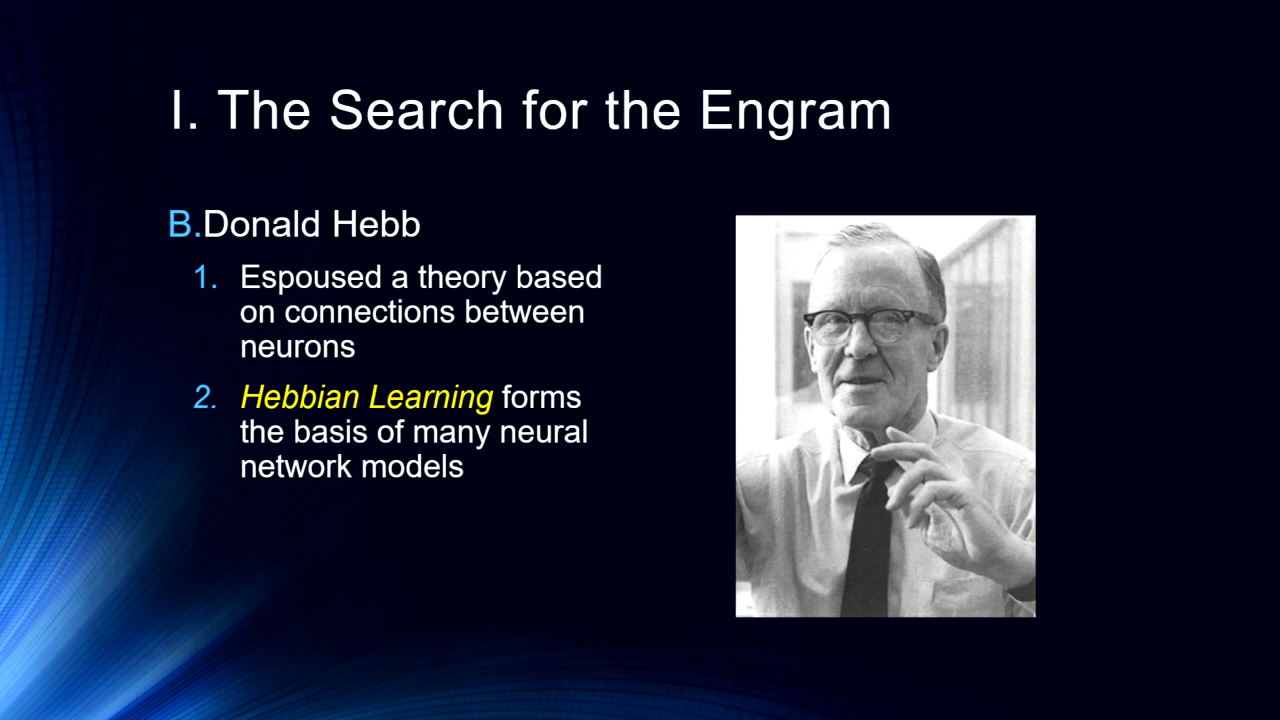 I. The Search for the Engram
B.Donald Hebb
1. Espoused a theory based
on connections between
neurons
2. Hebbian Learning forms
the basis of many neural
network models